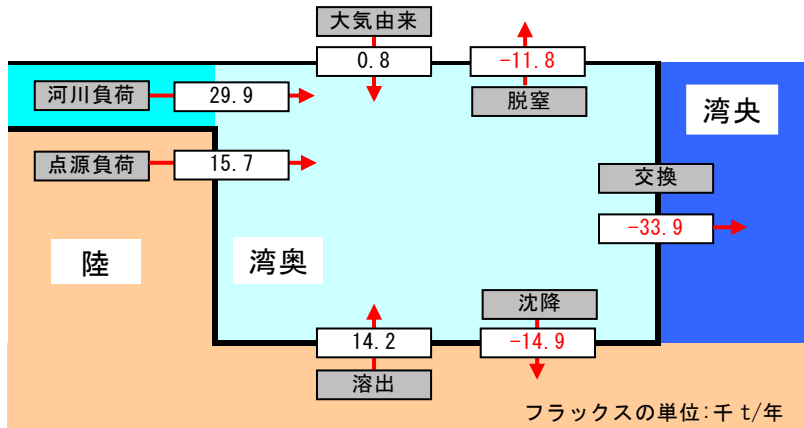 大気由来
0.8
-11.8
脱窒
河川負荷
29.9
湾央
点源負荷
15.7
交換
-33.9
陸
湾奥
沈降
14.2
-14.9
溶出
フラックスの単位:千 t/年